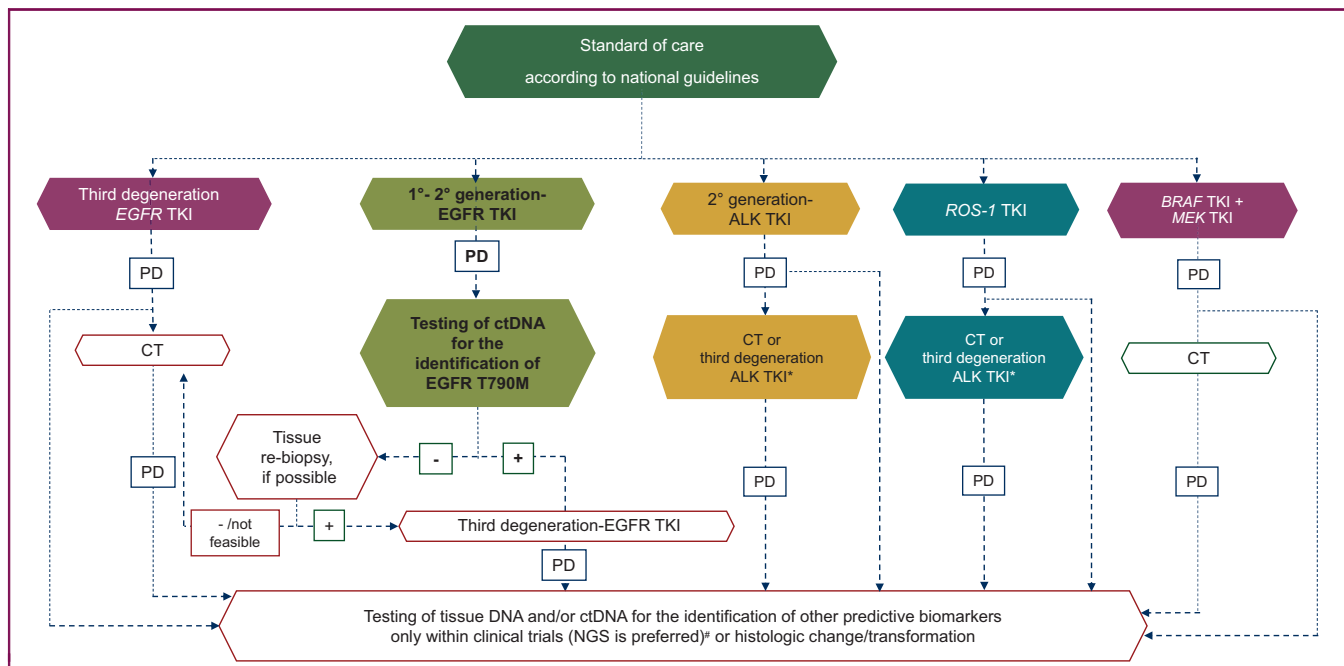 Standard of care
according to national guidelines
Third degeneration
EGFR TKI
1°- 2° generation-
EGFR TKI
2° generation-
ALK TKI
ROS-1 TKI
BRAF TKI +
MEK TKI
PD
PD
PD
PD
PD
CT
Testing of ctDNA
for the
identification of
EGFR T790M
CT or
third degeneration
ALK TKI*
CT or
third degeneration
ALK TKI*
CT
Tissue
re-biopsy,
if possible
-
+
PD
PD
PD
PD
- /not
feasible
+
Third degeneration-EGFR TKI
PD
Testing of tissue DNA and/or ctDNA for the identification of other predictive biomarkers
only within clinical trials (NGS is preferred)# or histologic change/transformation